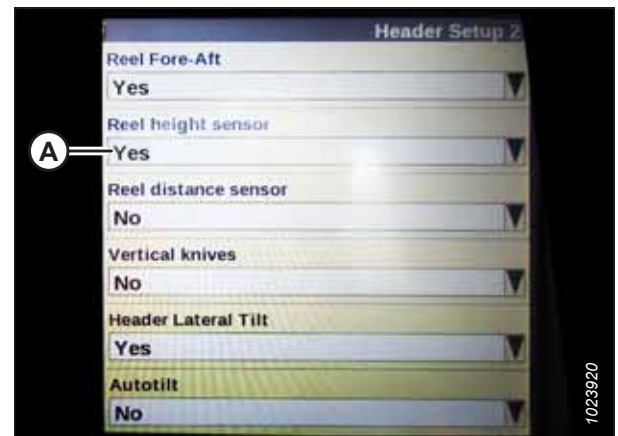 Header Setup 2
Reel Fore-Aft
Yes
Reel height sensor
A
Yes
Reel distance sensor
No
Vertical knives
No
Header Lateral Tilt
Yes
Autotilt
No
1023920